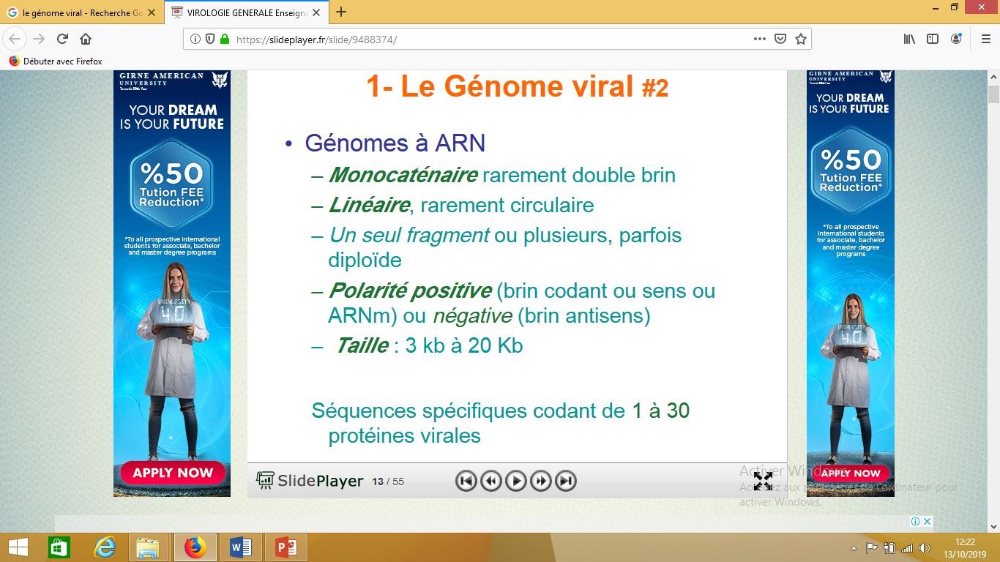 le génome viral - Recherche Go
VIROLOGIE GENERALE Enseigna
https://slideplayer.fr/slide/9488374/
Débuter avec Firefox
GIRNE AMERICAN
UNIVERSITY
Towards 50th Year
YOUR DREAM
IS YOUR FUTURE
%50
Tution FEE
Reduction*
*To all prospective international
students for associate, bachelor
and master degree programs
UNIVERSITY
4.0
APPLY NOW
1- Le Génome viral #2
• Génomes à ARN
– Monocaténaire rarement double brin
– Linéaire, rarement circulaire
– Un seul fragment ou plusieurs, parfois
diploïde
– Polarité positive (brin codant ou sens ou
ARNm) ou négative (brin antisens)
– Taille : 3 kb à 20 Kb
Séquences spécifiques codant de 1 à 30
protéines virales
SlidePlayer 13 / 55
GIRNE AMERICAN
UNIVERSITY
Towards 50th Year
YOUR DREAM
IS YOUR FUTURE
%50
Tution FEE
Reduction*
*To all prospective
international students
for associate, bachelor
and master degree
programs
UNIVERSITY
4.0
APPLY NOW
Activer Windows
Accédez aux paramètres de l'ordinateur pour
activer Windows.
12:22
13/10/2019